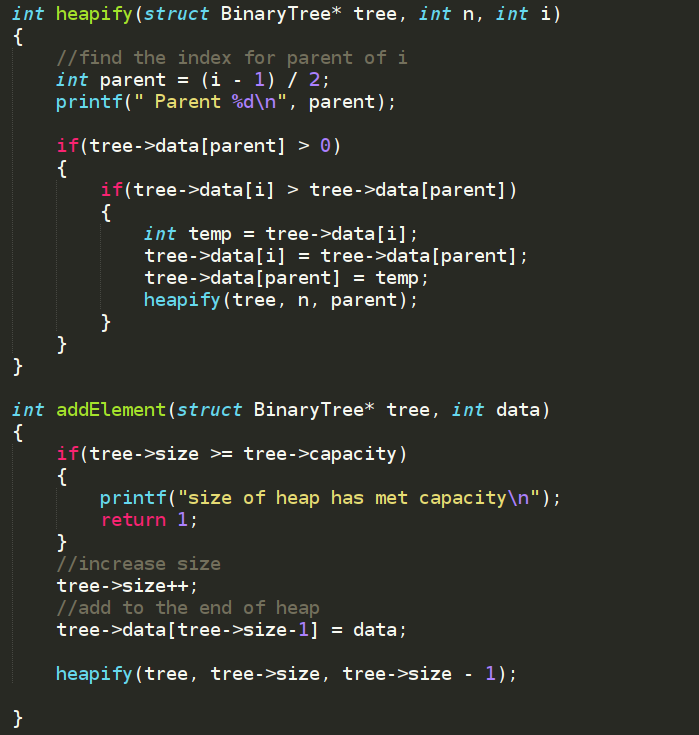 int heapify(struct BinaryTree* tree, int n, int i)
{
    //find the index for parent of i
    int parent = (i - 1) / 2;
    printf(" Parent %d\n", parent);

    if(tree->data[parent] > 0)
    {
        if(tree->data[i] > tree->data[parent])
        {
            int temp = tree->data[i];
            tree->data[i] = tree->data[parent];
            tree->data[parent] = temp;
            heapify(tree, n, parent);
        }
    }
}

int addElement(struct BinaryTree* tree, int data)
{
    if(tree->size >= tree->capacity)
    {
        printf("size of heap has met capacity\n");
        return 1;
    }
    //increase size
    tree->size++;
    //add to the end of heap
    tree->data[tree->size-1] = data;

    heapify(tree, tree->size, tree->size - 1);

}